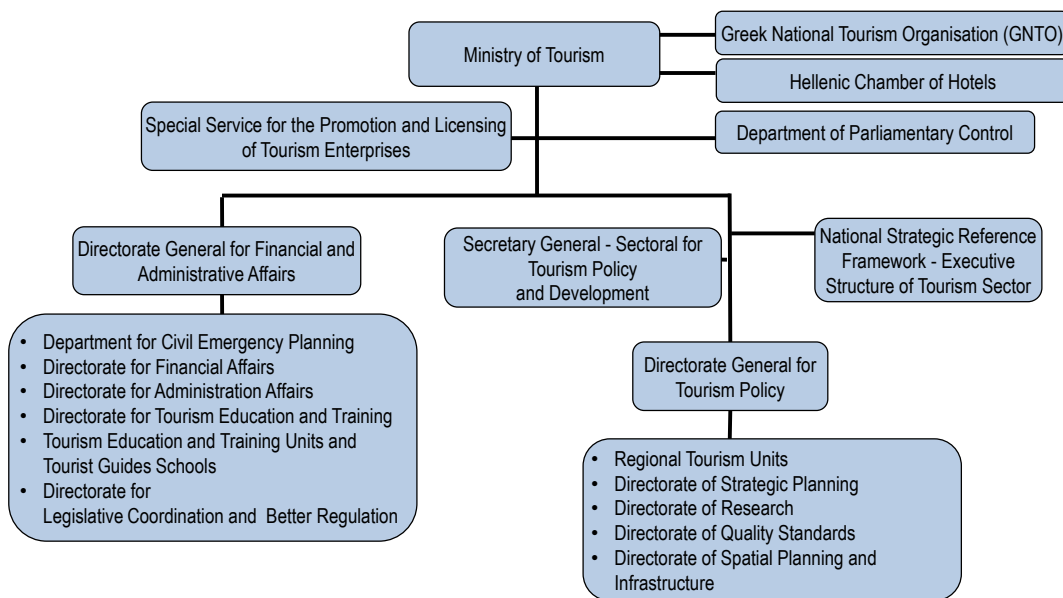 Ministry of Tourism
Greek National Tourism Organisation (GNTO)
Hellenic Chamber of Hotels
Special Service for the Promotion and Licensing
of Tourism Enterprises
Department of Parliamentary Control
Directorate General for Financial and
Administrative Affairs
Secretary General - Sectoral for
Tourism Policy
and Development
National Strategic Reference
Framework - Executive
Structure of Tourism Sector
• Department for Civil Emergency Planning
• Directorate for Financial Affairs
• Directorate for Administration Affairs
• Directorate for Tourism Education and Training
• Tourism Education and Training Units and
Tourist Guides Schools
• Directorate for
Legislative Coordination and Better Regulation
Directorate General for
Tourism Policy
• Regional Tourism Units
• Directorate of Strategic Planning
• Directorate of Research
• Directorate of Quality Standards
• Directorate of Spatial Planning and
Infrastructure